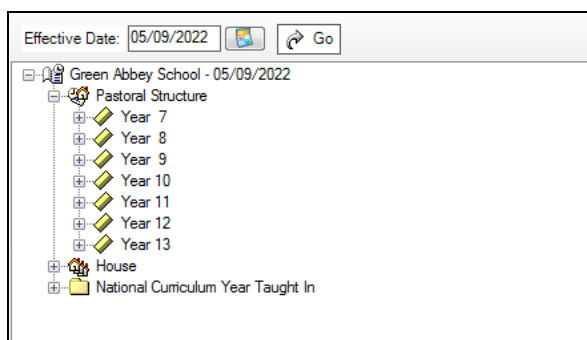 Effective Date: 05/09/2022 Go
Green Abbey School - 05/09/2022
Pastoral Structure
Year 7
Year 8
Year 9
Year 10
Year 11
Year 12
Year 13
House
National Curriculum Year Taught In